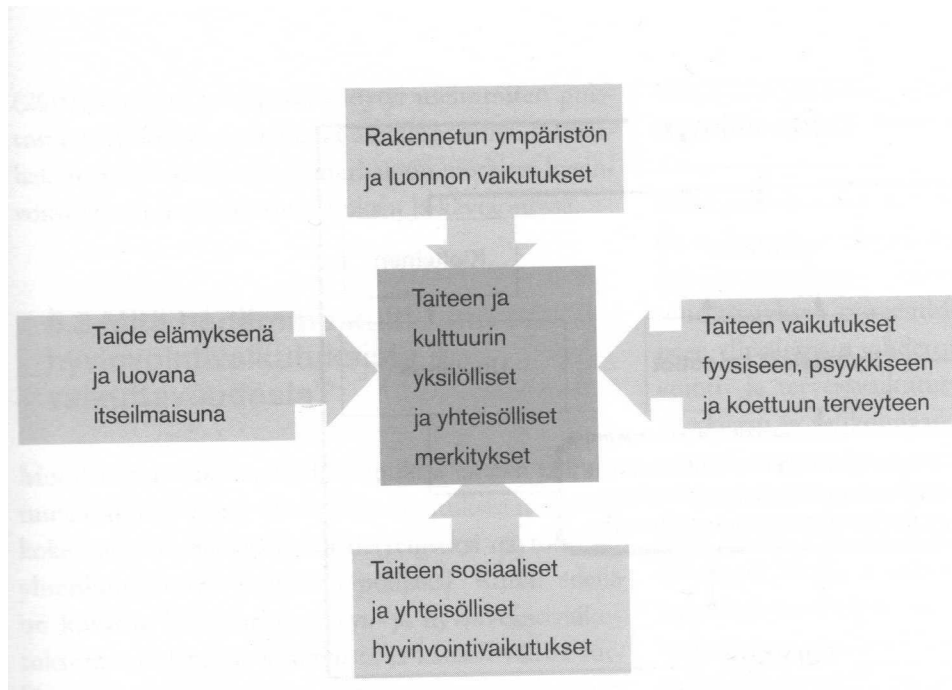 Rakennetun ympäristön
ja luonnon vaikutukset
Taide elämyksenä
ja luovana
itseilmaisuna
Taiteen ja
kulttuurin
yksilölliset
ja yhteisölliset
merkitykset
Taiteen vaikutukset
fyysiseen, psyykkiseen
ja koettuun terveyteen
Taiteen sosiaaliset
ja yhteisölliset
hyvinvointivaikutukset